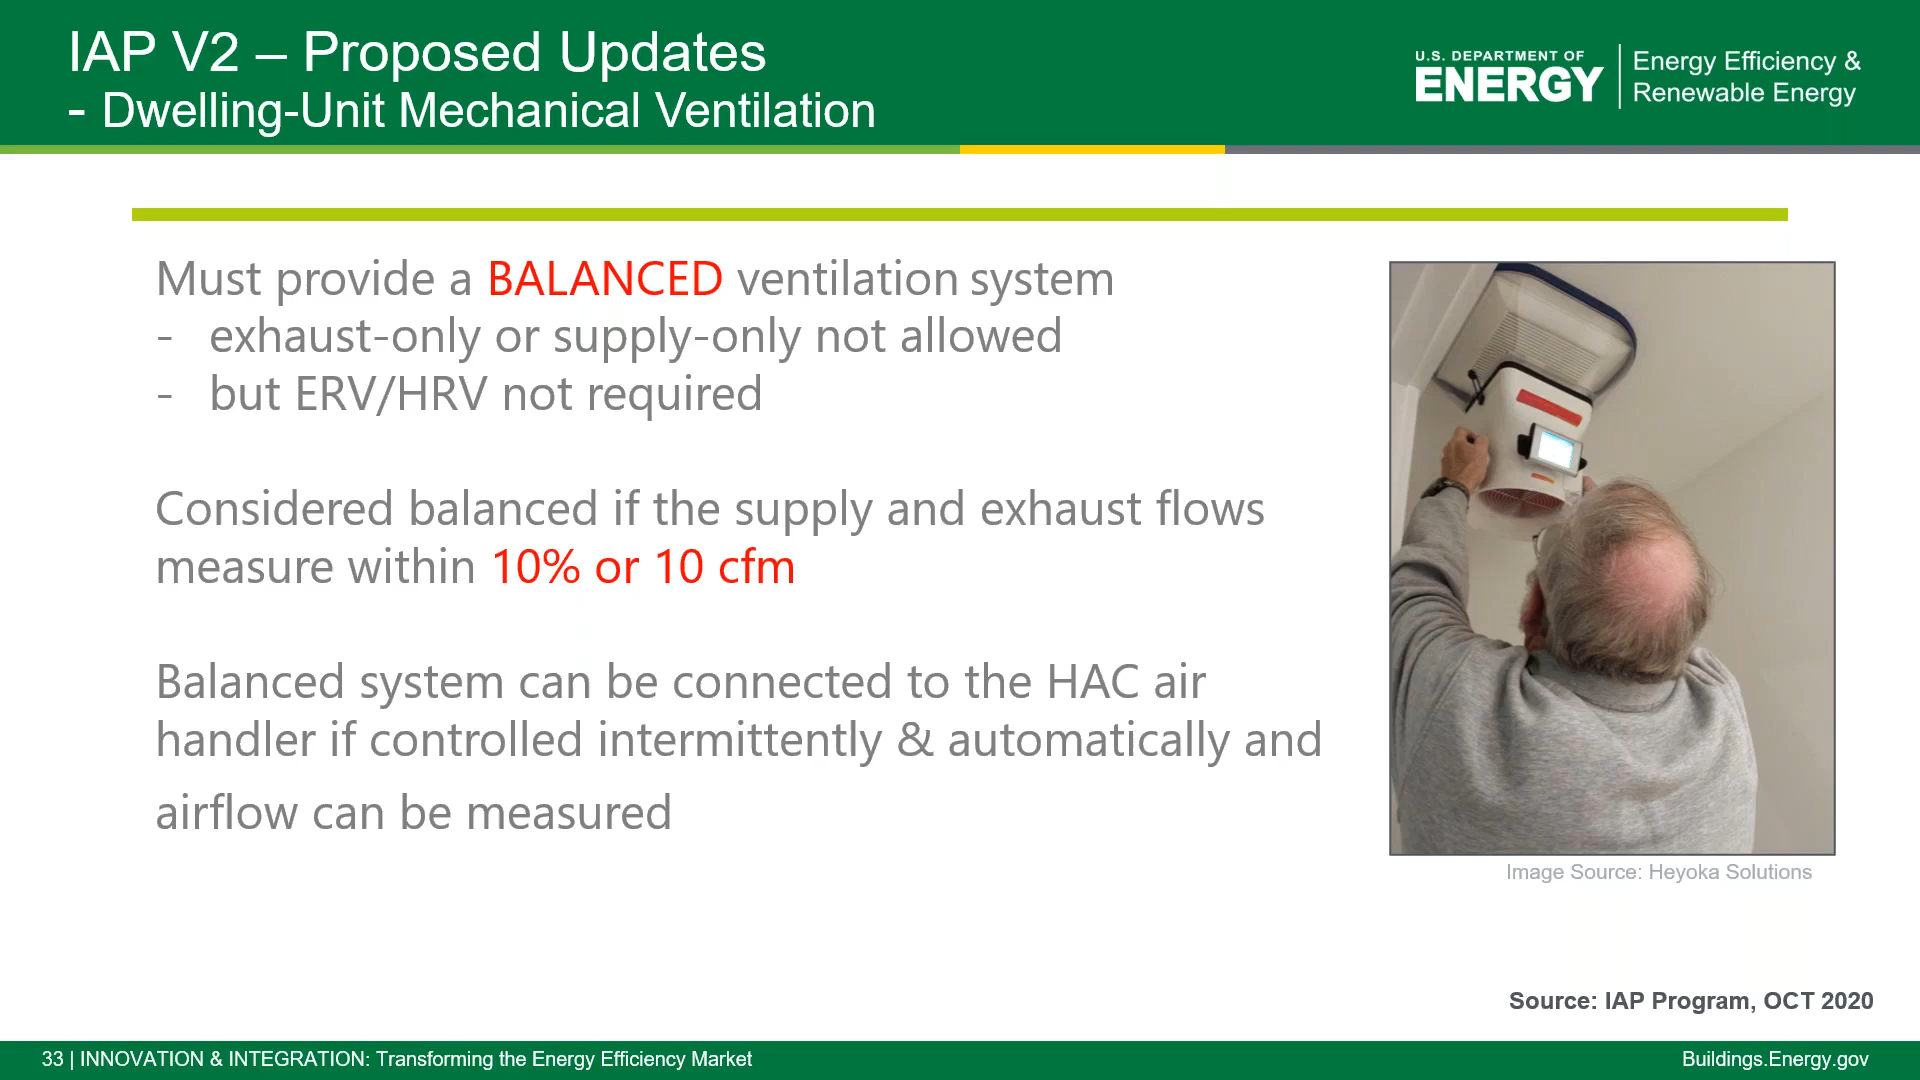 IAP V2 – Proposed Updates
- Dwelling-Unit Mechanical Ventilation
U.S. DEPARTMENT OF
ENERGY
Energy Efficiency &
Renewable Energy
Must provide a BALANCED ventilation system
- exhaust-only or supply-only not allowed
- but ERV/HRV not required
Considered balanced if the supply and exhaust flows
measure within 10% or 10 cfm
Balanced system can be connected to the HAC air
handler if controlled intermittently & automatically and
airflow can be measured
Image Source: Heyoka Solutions
Source: IAP Program, OCT 2020
33 | INNOVATION & INTEGRATION: Transforming the Energy Efficiency Market
Buildings.Energy.gov